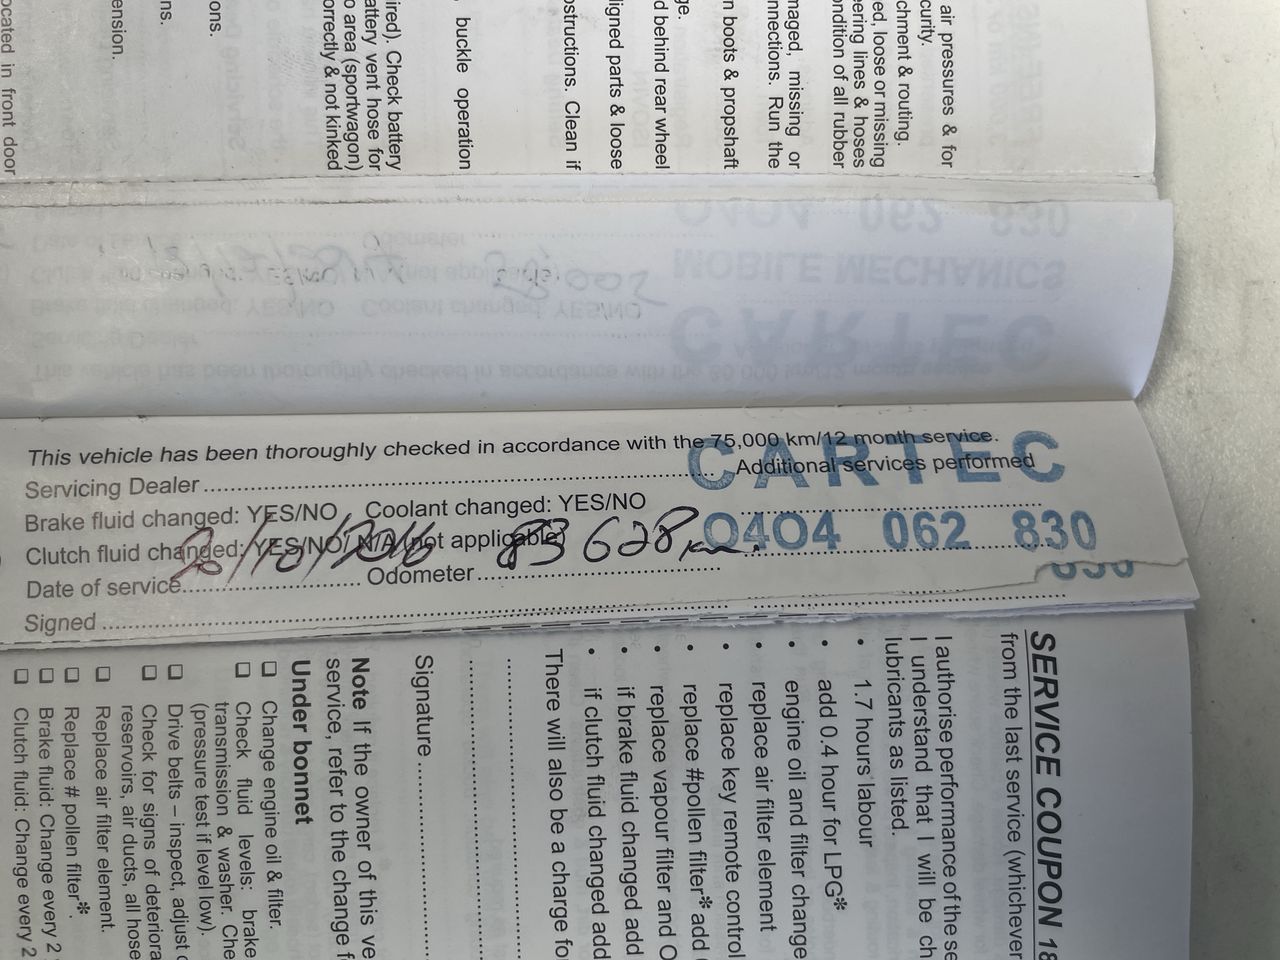 air pressures & for
curity.
chment & routing.
ed, loose or missing
ering lines & hoses
ondition of all rubber
maged, missing or
nnections. Run the
n boots & propshaft
ge.
d behind rear wheel
ligned parts & loose
ostructions. Clean if
buckle operation
ired). Check battery
attery vent hose for
o area (sportwagon)
orrectly & not kinked
ons.
ns.
ension.
ocated in front door
This vehicle has been thoroughly checked in accordance with the 75,000 km/12 month service.
Servicing Dealer
Additional services performed
CARTEC
Brake fluid changed: YES/NO Coolant changed: YES/NO
0404 062 830
Clutch fluid changed: YES/NO/ N/A (not applicable)
20/10/2016 83 628 km.
Date of service Odometer
830
Signed
SERVICE COUPON 18
from the last service (whichever
I authorise performance of the se
I understand that I will be ch
lubricants as listed.
• 1.7 hours labour
• add 0.4 hour for LPG*
• engine oil and filter change
• replace air filter element
• replace key remote control
• replace #pollen filter* add
• replace vapour filter and O
• if brake fluid changed add
• if clutch fluid changed add
There will also be a charge fo
Signature
Note If the owner of this ve
service, refer to the change f
Under bonnet
❑ Change engine oil & filter.
❑ Check fluid levels: brake
transmission & washer. Che
(pressure test if level low).
❑ Drive belts – inspect, adjust
❑ Check for signs of deteriora
reservoirs, air ducts, all hose
❑ Replace air filter element.
❑ Replace # pollen filter*.
❑ Brake fluid: Change every 2
❑ Clutch fluid: Change every 2